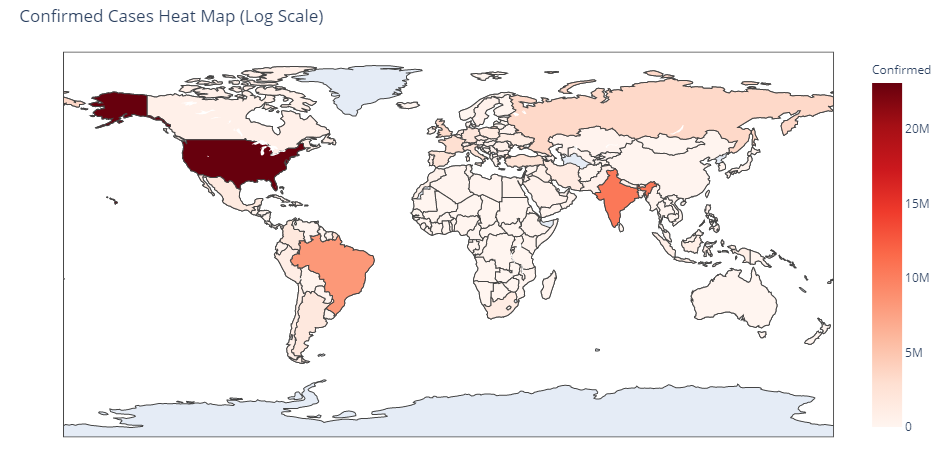 Confirmed Cases Heat Map (Log Scale)
Confirmed
20M
15M
10M
5M
0